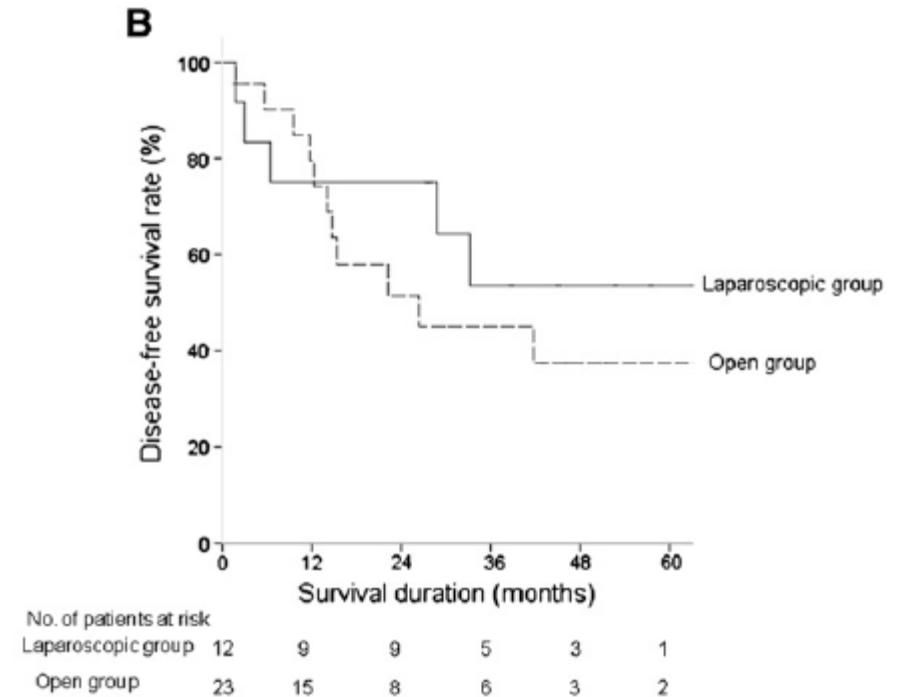 B
Disease-free survival rate (%)
100
80
60
40
20
0
Laparoscopic group
Open group
0 12 24 36 48 60
Survival duration (months)
No. of patients at risk
Laparoscopic group 12 9 9 5 3 1
Open group 23 15 8 6 3 2